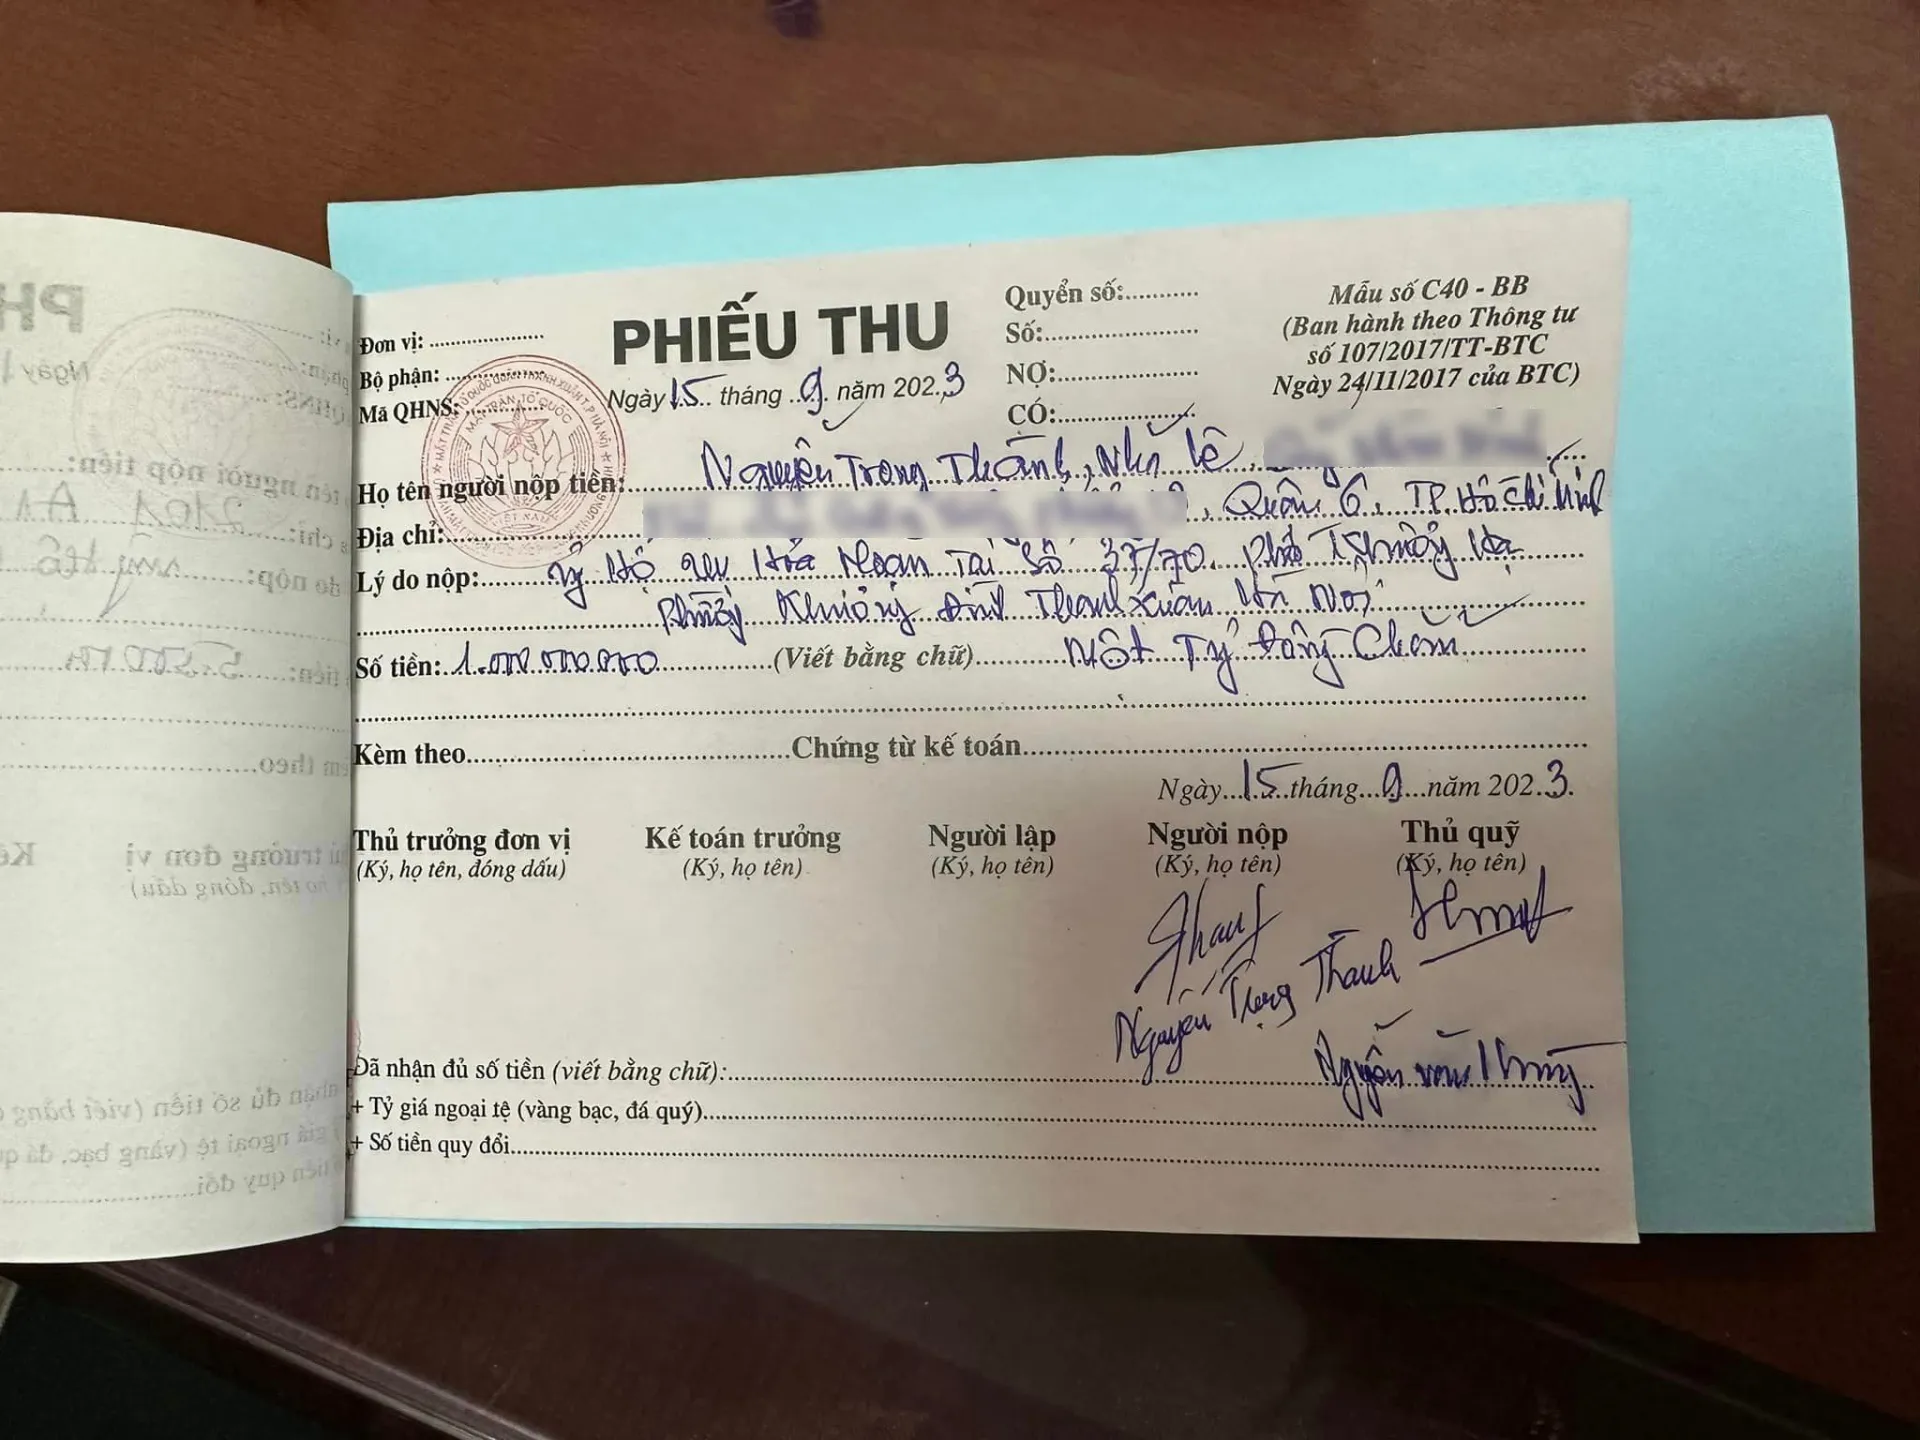 Đơn vị: ....................
PHIẾU THU
Quyển số:..........
Mẫu số C40 - BB
Bộ phận: ..................
Số:......................
(Ban hành theo Thông tư
số 107/2017/TT-BTC
Mã QHNS: ................
Ngày 15 tháng 9 năm 2023
NỢ:....................
Ngày 24/11/2017 của BTC)
CÓ:....................
MẶT TRẬN TỔ QUỐC
VIỆT NAM
Họ tên người nộp tiền: Nguyễn Trọng Thành, Như Lê
Địa chỉ: , Quận 6, TP. Hồ Chí Minh
Lý do nộp: Hỏa Hoạn Tại Số 37/70 Phố Hạ
Khương Đình Thanh Xuân Hà Nội
Số tiền: 1.000.000.000 (Viết bằng chữ) Một Tỷ Đồng Chẵn
Kèm theo....................Chứng từ kế toán....................
Ngày 15 tháng 9 năm 2023.
Thủ trưởng đơn vị Kế toán trưởng Người lập Người nộp Thủ quỹ
(Ký, họ tên, đóng dấu) (Ký, họ tên) (Ký, họ tên) (Ký, họ tên) (Ký, họ tên)
Nguyễn Trọng Thành
Nguyễn Văn
Đã nhận đủ số tiền (viết bằng chữ):....................
+ Tỷ giá ngoại tệ (vàng bạc, đá quý)....................
+ Số tiền quy đổi....................